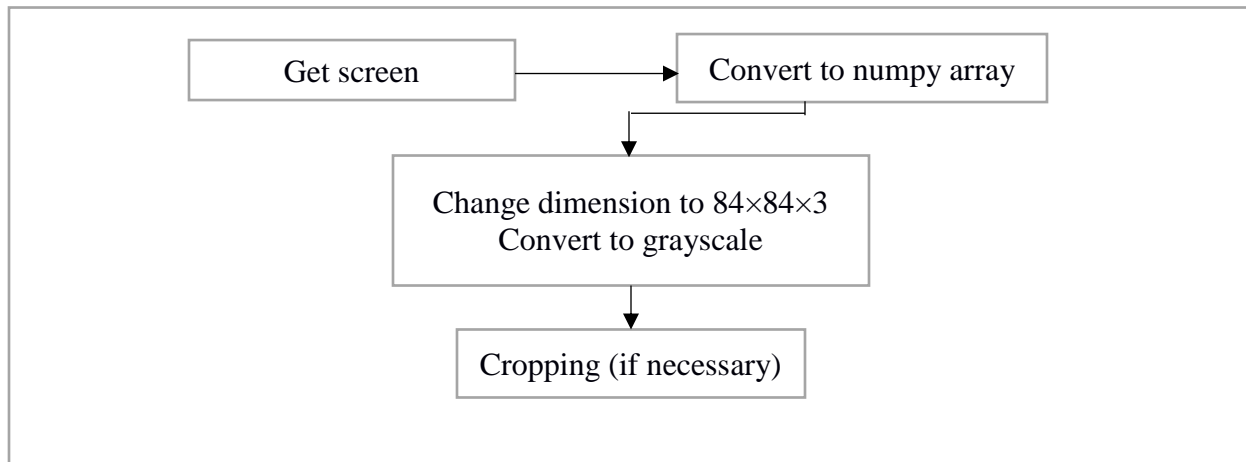 Get screen
Convert to numpy array
Change dimension to 84×84×3
Convert to grayscale
Cropping (if necessary)